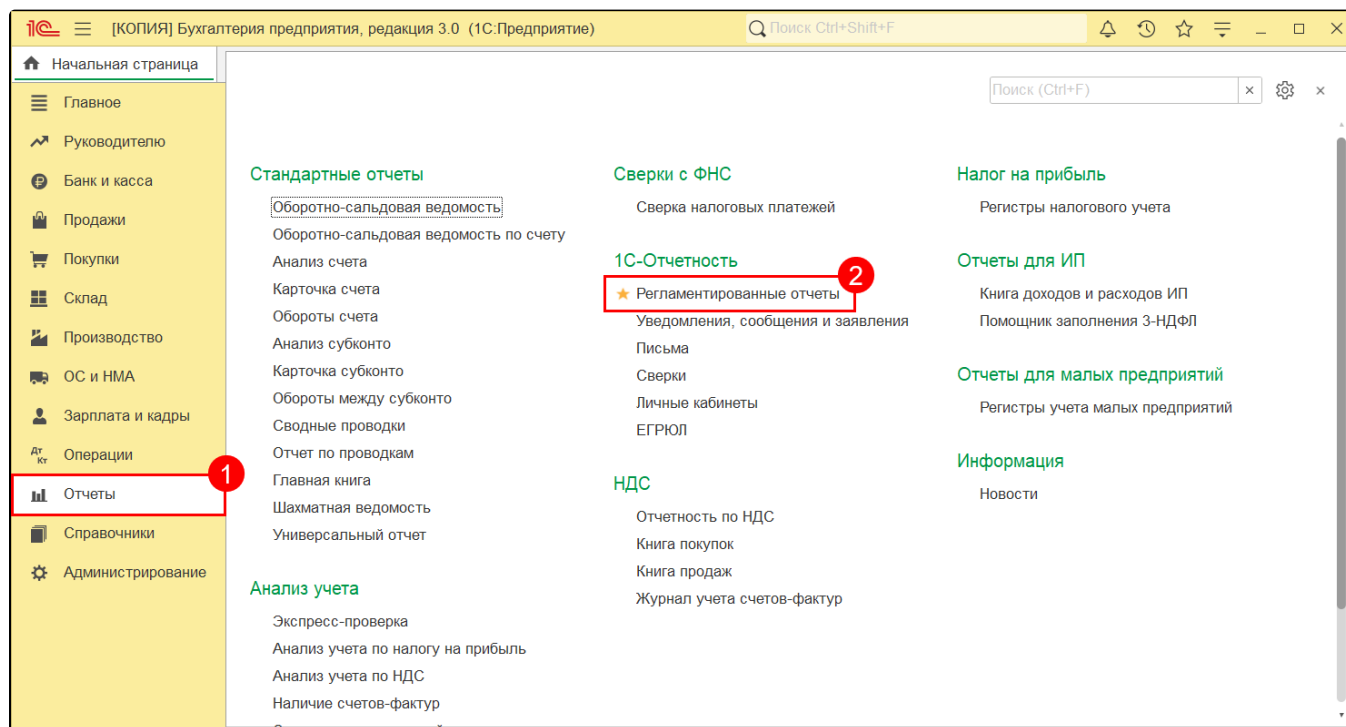 1С [КОПИЯ] Бухгалтерия предприятия, редакция 3.0 (1С:Предприятие) Поиск Ctrl+Shift+F
Начальная страница
Поиск (Ctrl+F)
Главное
Руководителю
Банк и касса
Продажи
Покупки
Склад
Производство
ОС и НМА
Зарплата и кадры
Дт Кт Операции
1
Отчеты
Справочники
Администрирование
Стандартные отчеты
Оборотно-сальдовая ведомость
Оборотно-сальдовая ведомость по счету
Анализ счета
Карточка счета
Обороты счета
Анализ субконто
Карточка субконто
Обороты между субконто
Сводные проводки
Отчет по проводкам
Главная книга
Шахматная ведомость
Универсальный отчет
Анализ учета
Экспресс-проверка
Анализ учета по налогу на прибыль
Анализ учета по НДС
Наличие счетов-фактур
Сверки с ФНС
Сверка налоговых платежей
1С-Отчетность
2
Регламентированные отчеты
Уведомления, сообщения и заявления
Письма
Сверки
Личные кабинеты
ЕГРЮЛ
НДС
Отчетность по НДС
Книга покупок
Книга продаж
Журнал учета счетов-фактур
Налог на прибыль
Регистры налогового учета
Отчеты для ИП
Книга доходов и расходов ИП
Помощник заполнения 3-НДФЛ
Отчеты для малых предприятий
Регистры учета малых предприятий
Информация
Новости